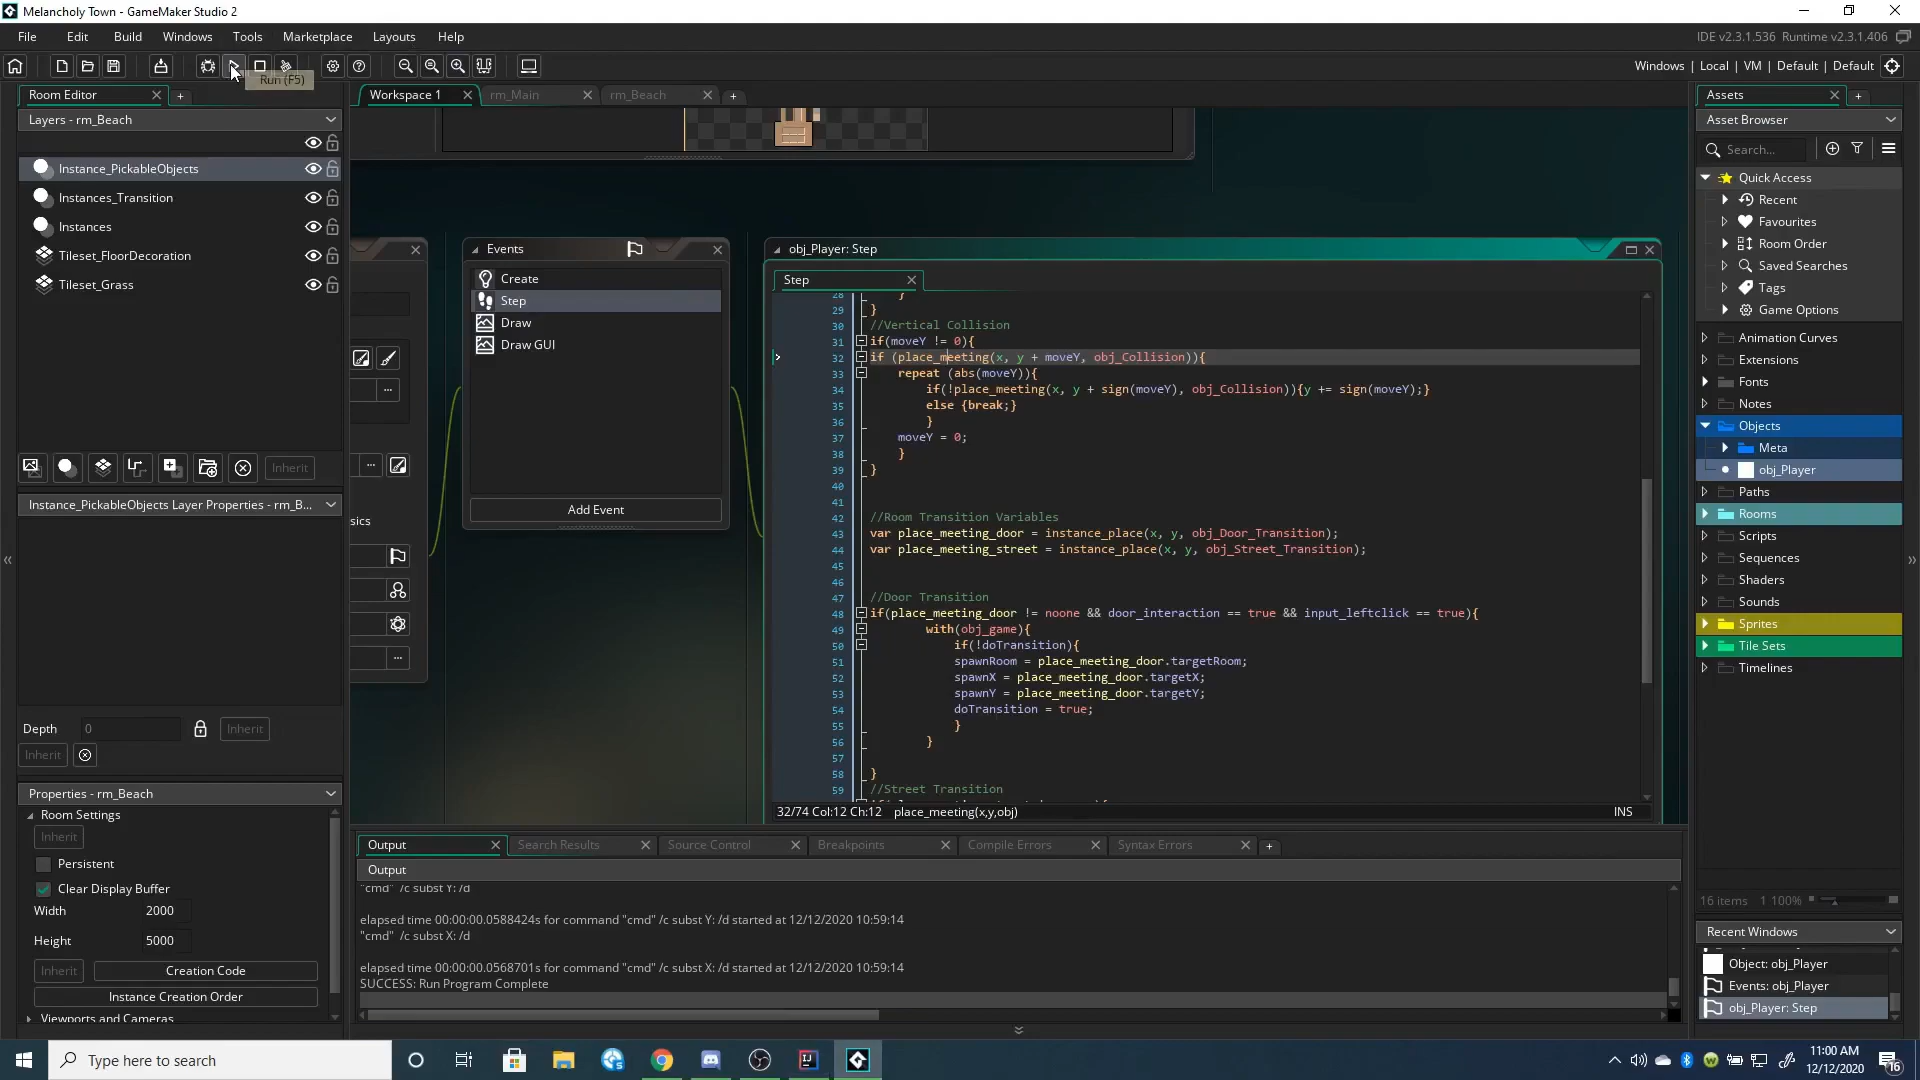 Melancholy Town - GameMaker Studio 2
File Edit Build Windows Tools Marketplace Layouts Help
IDE v2.3.1.536 Runtime v2.3.1.406
Run (F5)
Windows | Local | VM | Default | Default
Room Editor
Workspace 1 rm_Main rm_Beach
Assets
Layers - rm_Beach
Instance_PickableObjects
Instances_Transition
Instances
Tileset_FloorDecoration
Tileset_Grass
Inherit
Instance_PickableObjects Layer Properties - rm_B...
Depth 0 Inherit
Inherit
Properties - rm_Beach
Room Settings
Inherit
Persistent
Clear Display Buffer
Width 2000
Height 5000
Inherit Creation Code
Instance Creation Order
Viewports and Cameras
sics
Events
Create
Step
Draw
Draw GUI
Add Event
obj_Player: Step
Step
28 }
29 }
30 //Vertical Collision
31 if(moveY != 0){
32 if (place_meeting(x, y + moveY, obj_Collision)){
33 repeat (abs(moveY)){
34 if(!place_meeting(x, y + sign(moveY), obj_Collision)){y += sign(moveY);}
35 else {break;}
36 }
37 moveY = 0;
38 }
39 }
40
41
42 //Room Transition Variables
43 var place_meeting_door = instance_place(x, y, obj_Door_Transition);
44 var place_meeting_street = instance_place(x, y, obj_Street_Transition);
45
46
47 //Door Transition
48 if(place_meeting_door != noone && door_interaction == true && input_leftclick == true){
49 with(obj_game){
50 if(!doTransition){
51 spawnRoom = place_meeting_door.targetRoom;
52 spawnX = place_meeting_door.targetX;
53 spawnY = place_meeting_door.targetY;
54 doTransition = true;
55 }
56 }
57
58 }
59 //Street Transition
32/74 Col:12 Ch:12 place_meeting(x,y,obj) INS
Output Search Results Source Control Breakpoints Compile Errors Syntax Errors
Output
"cmd" /c subst Y: /d
elapsed time 00:00:00.0588424s for command "cmd" /c subst Y: /d started at 12/12/2020 10:59:14
"cmd" /c subst X: /d
elapsed time 00:00:00.0568701s for command "cmd" /c subst X: /d started at 12/12/2020 10:59:14
SUCCESS: Run Program Complete
Asset Browser
Search...
Quick Access
Recent
Favourites
Room Order
Saved Searches
Tags
Game Options
Animation Curves
Extensions
Fonts
Notes
Objects
Meta
obj_Player
Paths
Rooms
Scripts
Sequences
Shaders
Sounds
Sprites
Tile Sets
Timelines
16 items 1 100%
Recent Windows
Object: obj_Player
Events: obj_Player
obj_Player: Step
Type here to search
11:00 AM
12/12/2020
16